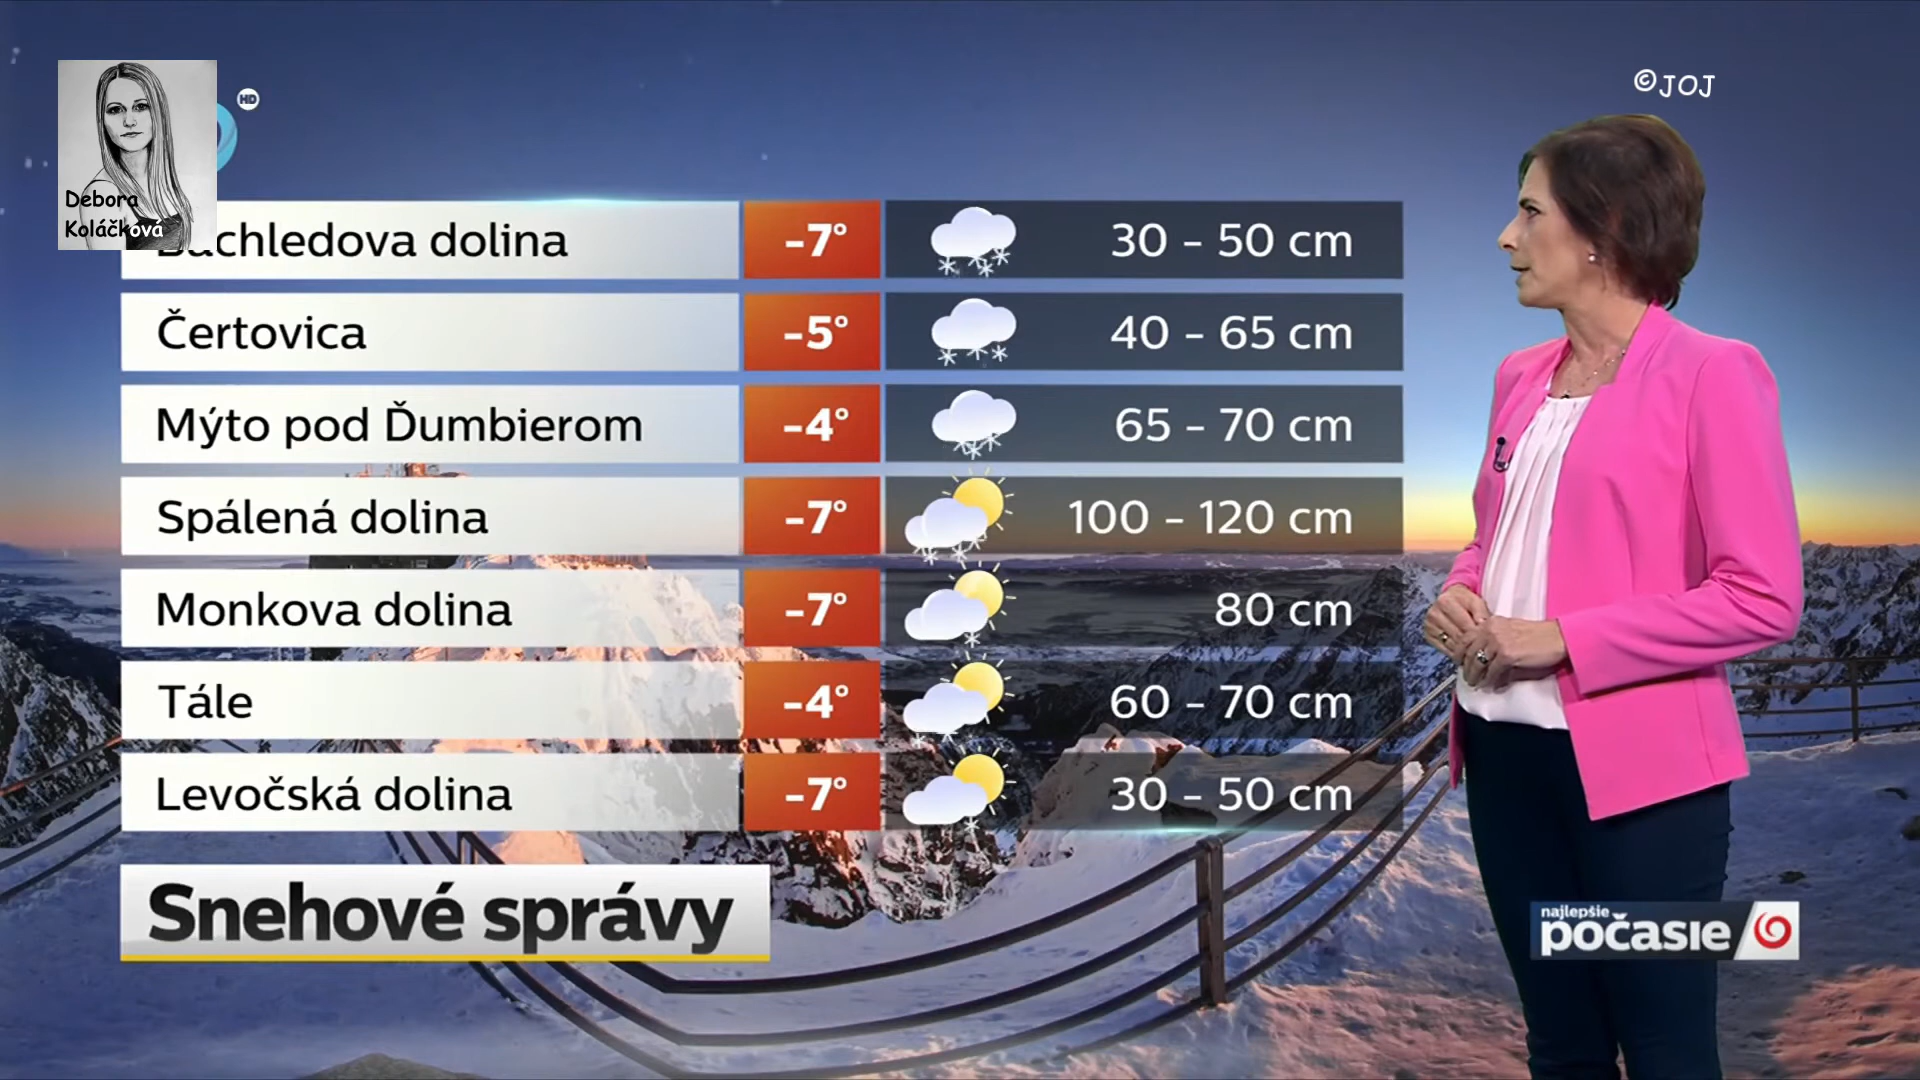 HD
©JOJ
Debora
Koláčková
dolina -7° 30 - 50 cm
Čertovica -5° 40 - 65 cm
Mýto pod Ďumbierom -4° 65 - 70 cm
Spálená dolina -7° 100 - 120 cm
Monkova dolina -7° 80 cm
Tále -4° 60 - 70 cm
Levočská dolina -7° 30 - 50 cm
Snehové správy
najlepšie
počasie